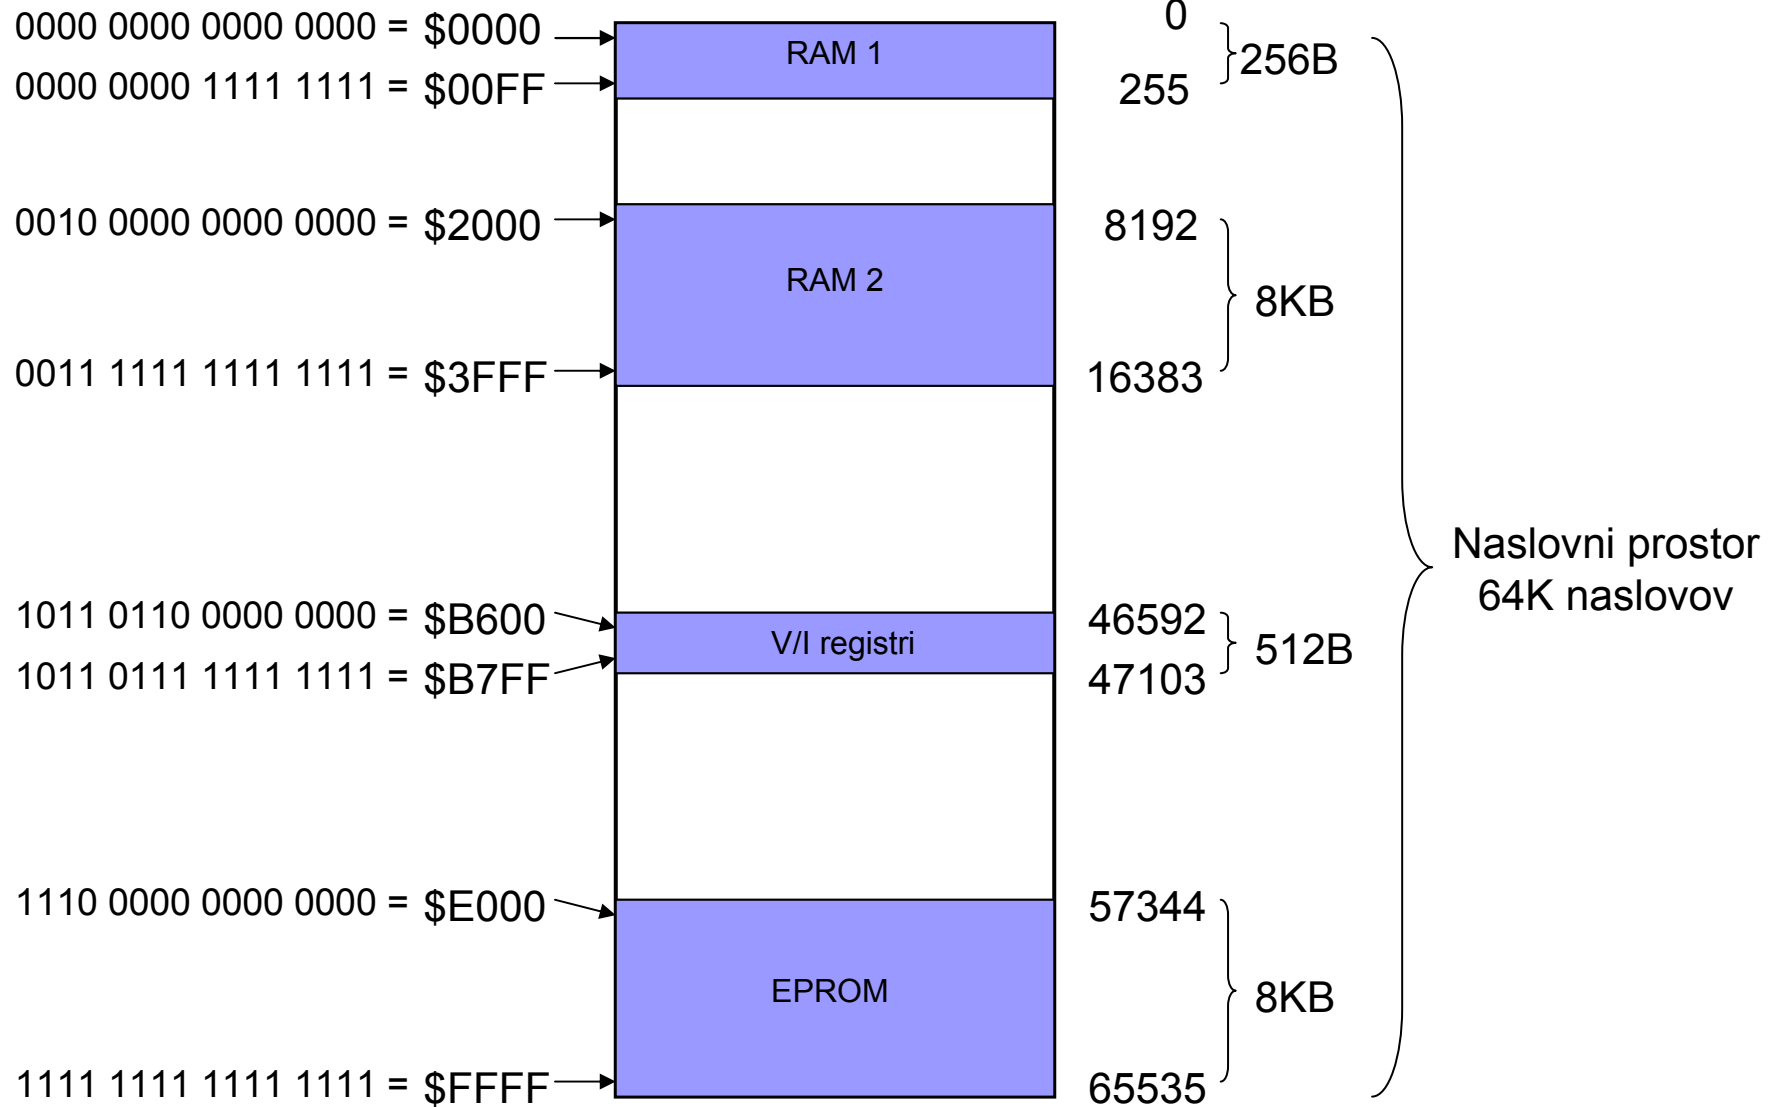 0000 0000 0000 0000 = $0000
RAM 1
0
256B
0000 0000 1111 1111 = $00FF
255
0010 0000 0000 0000 = $2000
8192
RAM 2
8KB
0011 1111 1111 1111 = $3FFF
16383
Naslovni prostor
64K naslovov
1011 0110 0000 0000 = $B600
46592
V/I registri
512B
1011 0111 1111 1111 = $B7FF
47103
1110 0000 0000 0000 = $E000
57344
EPROM
8KB
1111 1111 1111 1111 = $FFFF
65535